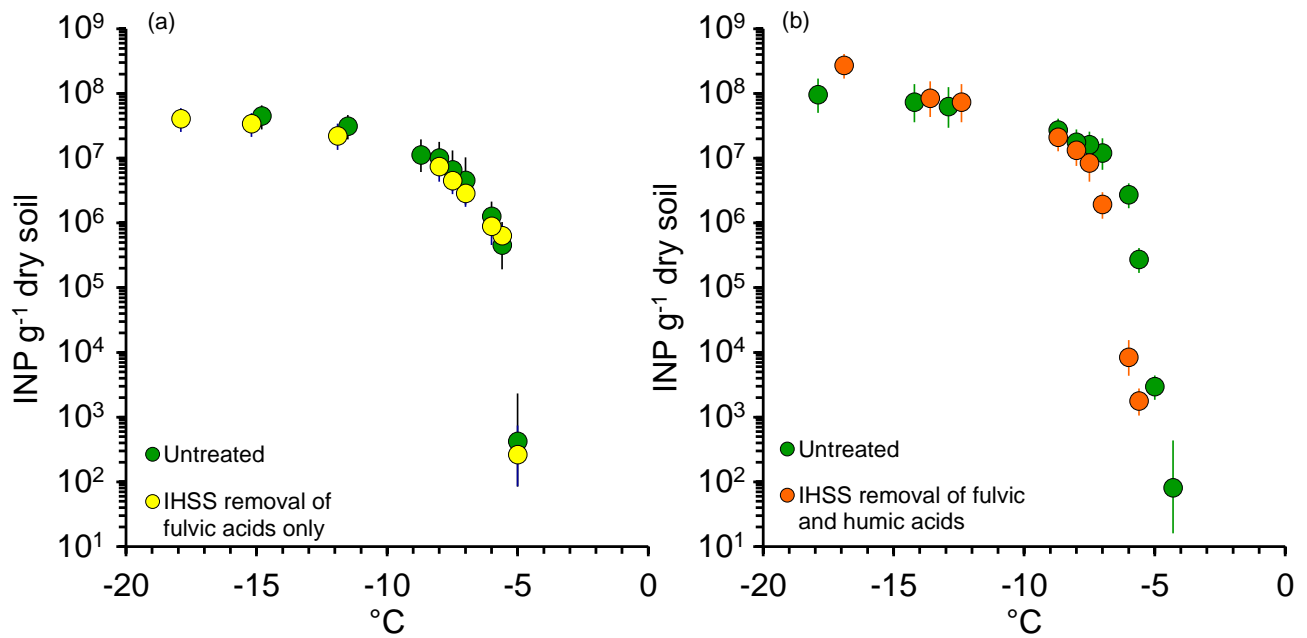 (a)
10⁹
10⁸
10⁷
10⁶
10⁵
10⁴
10³
10²
10¹
INP g⁻¹ dry soil
Untreated
IHSS removal of
fulvic acids only
-20 -15 -10 -5 0
°C
(b)
10⁹
10⁸
10⁷
10⁶
10⁵
10⁴
10³
10²
10¹
INP g⁻¹ dry soil
Untreated
IHSS removal of fulvic
and humic acids
-20 -15 -10 -5 0
°C